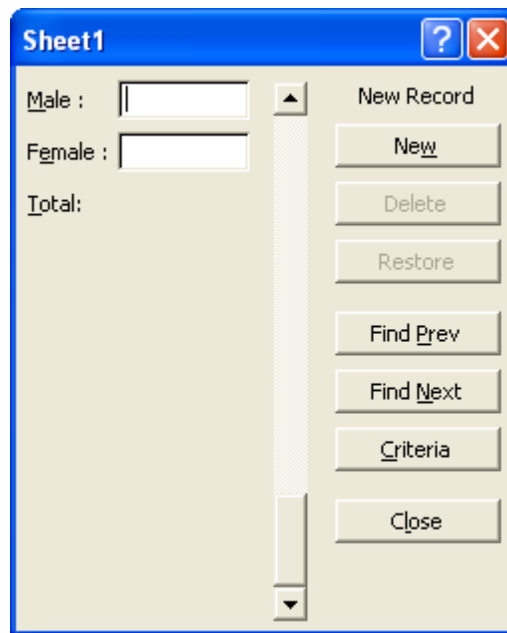 Sheet1
Male :
Female :
Total:
New Record
New
Delete
Restore
Find Prev
Find Next
Criteria
Close